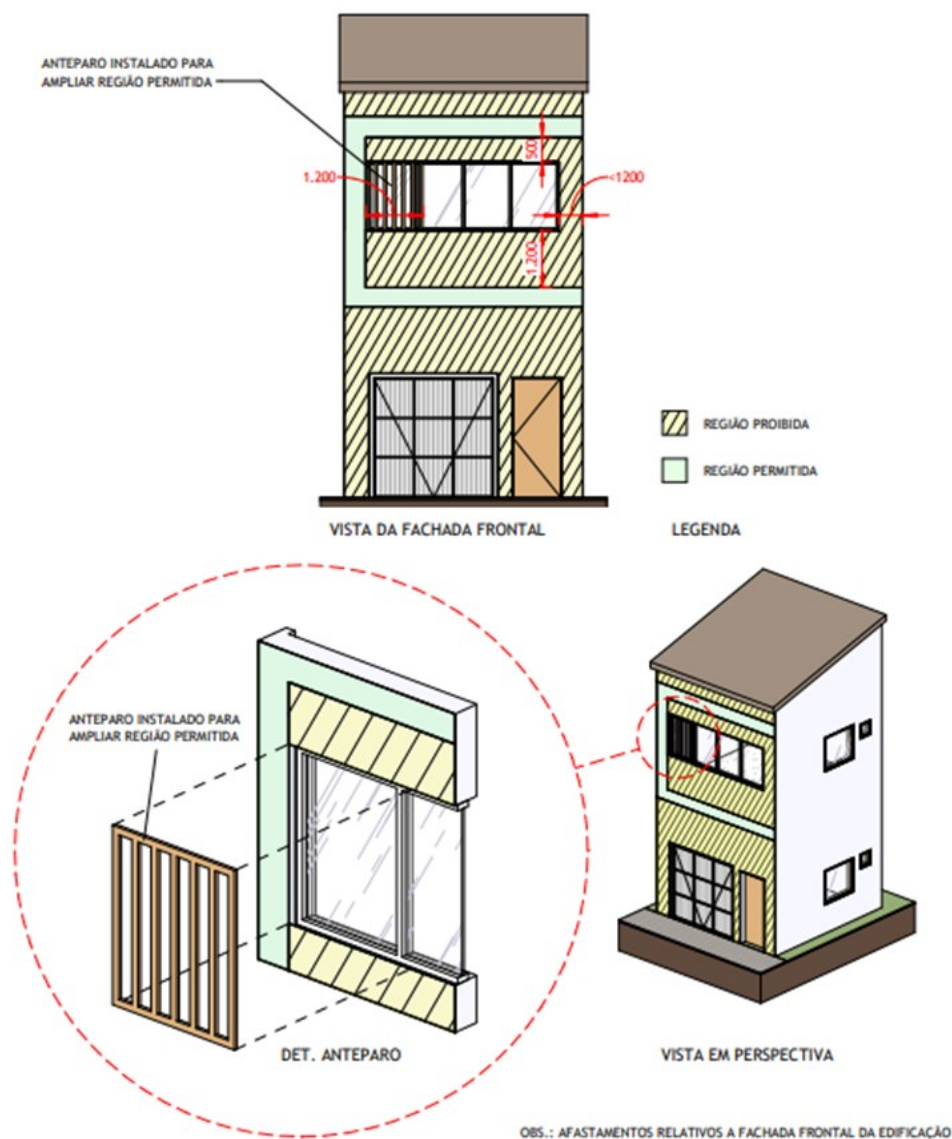 ANTEPARO INSTALADO PARA
AMPLIAR REGIÃO PERMITIDA
500
1.200
<1200
1.200
REGIÃO PROIBIDA
REGIÃO PERMITIDA
VISTA DA FACHADA FRONTAL
LEGENDA
ANTEPARO INSTALADO PARA
AMPLIAR REGIÃO PERMITIDA
DET. ANTEPARO
VISTA EM PERSPECTIVA
OBS.: AFASTAMENTOS RELATIVOS A FACHADA FRONTAL DA EDIFICAÇÃO